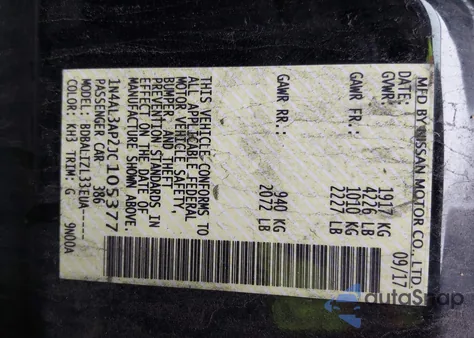 MFD BY NISSAN MOTOR CO., LTD.
DATE: 09/17
GVWR: 1917 KG
4226 LB
GAWR FR.: 1010 KG
2227 LB
GAWR RR.: 940 KG
2072 LB
THIS VEHICLE CONFORMS TO
ALL APPLICABLE FEDERAL
MOTOR VEHICLE SAFETY,
BUMPER, AND THEFT
PREVENTION STANDARDS IN
EFFECT ON THE DATE OF
MANUFACTURE SHOWN ABOVE.
1N4AL3AP2JC105377
PASSENGER CAR 386
MODEL: BDBALTZL33EUA-----
COLOR: KH3 TRIM: G 9N00A
autoSnap